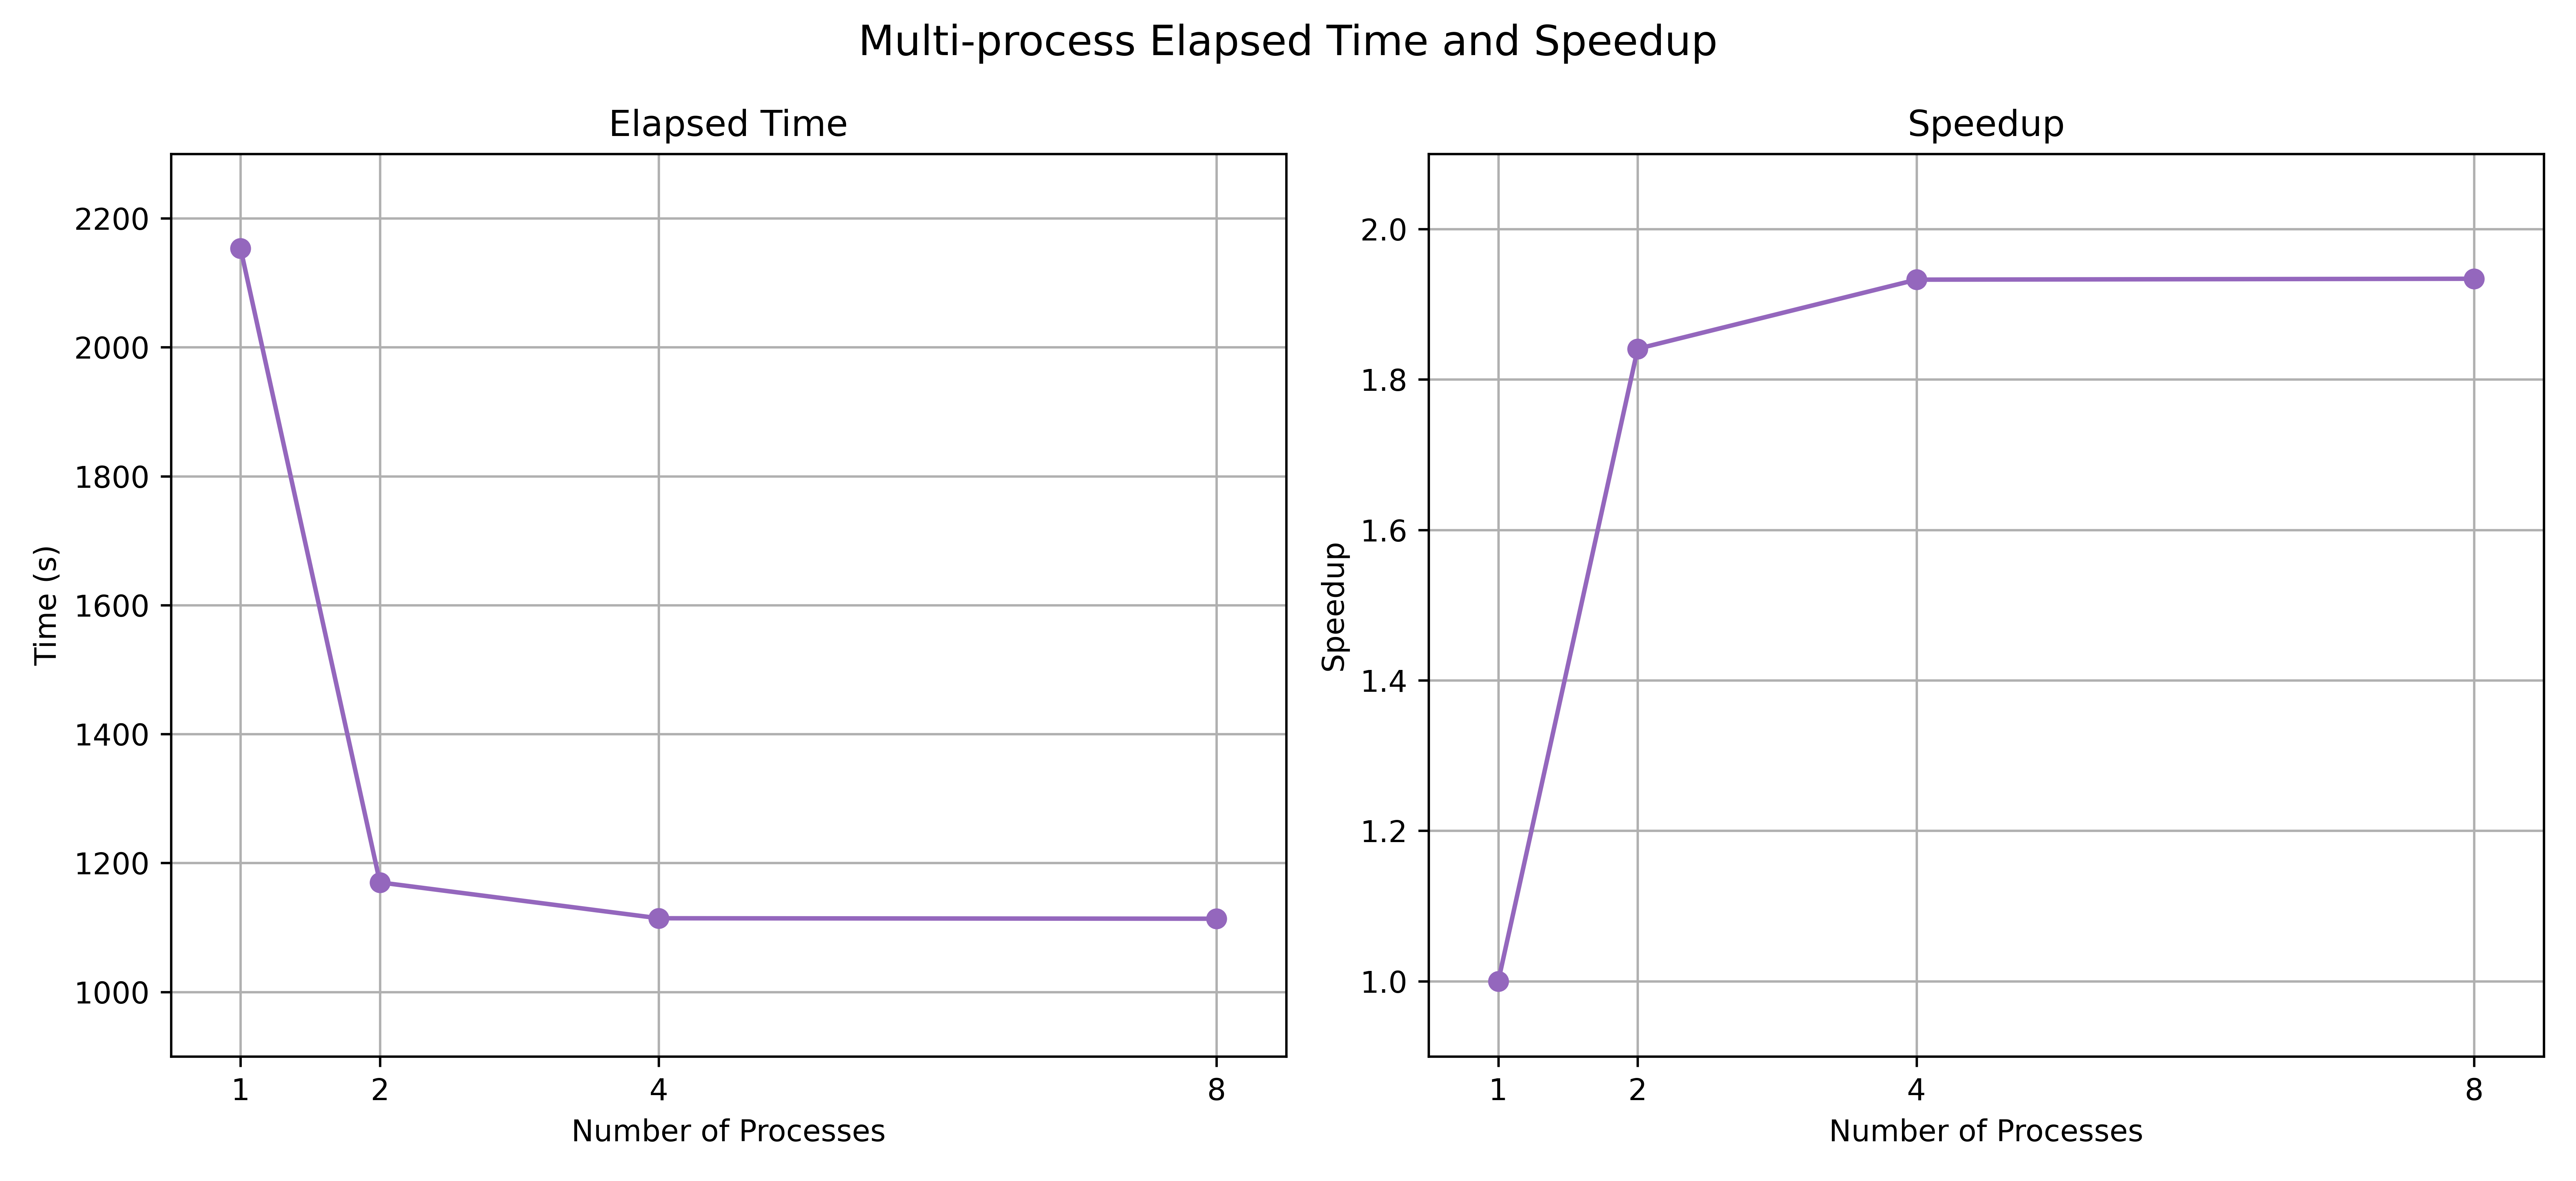 Multi-process Elapsed Time and Speedup
Elapsed Time
2200
2000
1800
1600
1400
1200
1000
Time (s)
1 2 4 8
Number of Processes
Speedup
2.0
1.8
1.6
1.4
1.2
1.0
Speedup
1 2 4 8
Number of Processes